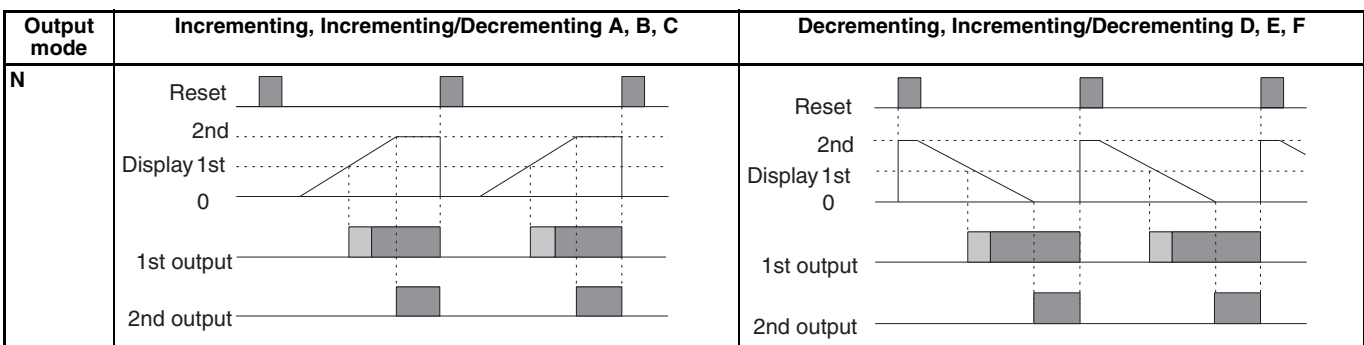 Output mode
Incrementing, Incrementing/Decrementing A, B, C
Decrementing, Incrementing/Decrementing D, E, F
N
Reset
2nd
Display 1st
0
1st output
2nd output
Reset
2nd
Display 1st
0
1st output
2nd output